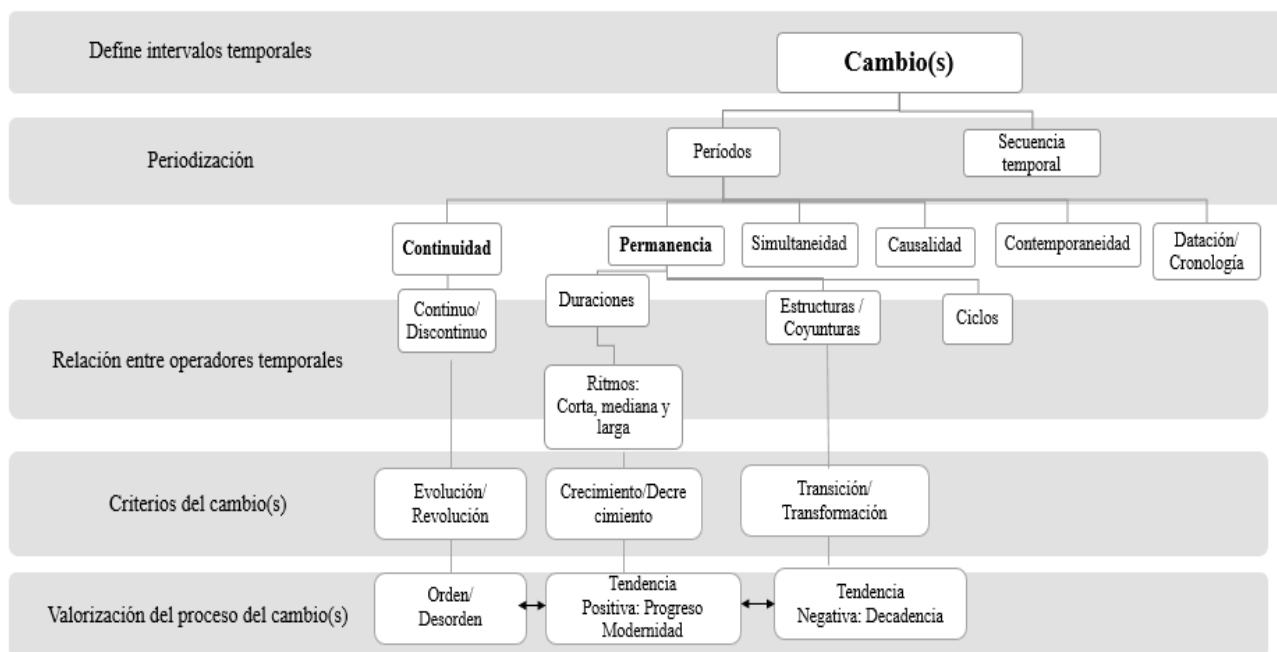 Define intervalos temporales
Cambio(s)
Periodización
Períodos
Secuencia
temporal
Continuidad
Permanencia
Simultaneidad
Causalidad
Contemporaneidad
Datación/
Cronología
Relación entre operadores temporales
Continuo/
Discontinuo
Duraciones
Estructuras /
Coyunturas
Ciclos
Ritmos:
Corta, mediana y
larga
Criterios del cambio(s)
Evolución/
Revolución
Crecimiento/Decre
cimiento
Transición/
Transformación
Valorización del proceso del cambio(s)
Orden/
Desorden
Tendencia
Positiva: Progreso
Modernidad
Tendencia
Negativa: Decadencia